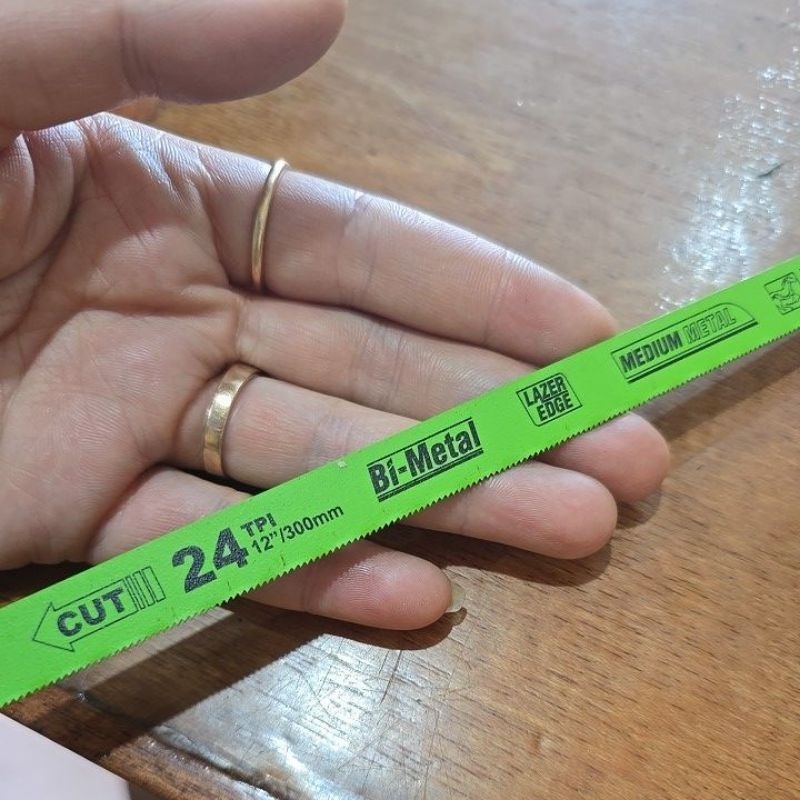 CUT
24 TPI
12"/300mm
Bi-Metal
LAZER
EDGE
MEDIUM METAL